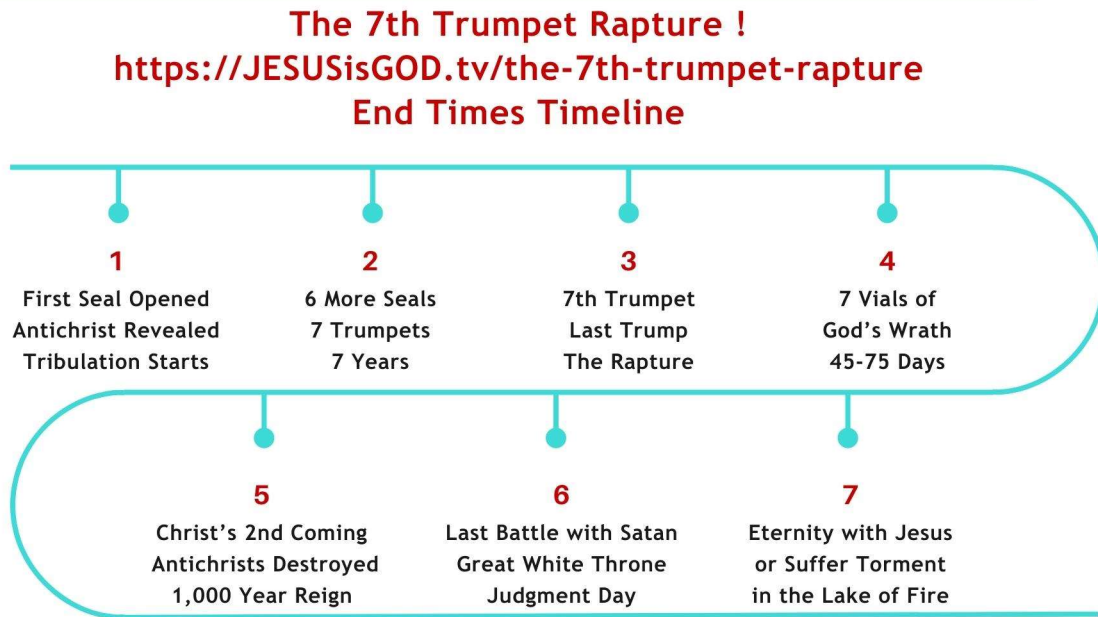 The 7th Trumpet Rapture !
https://JESUSisGOD.tv/the-7th-trumpet-rapture
End Times Timeline
1
First Seal Opened
Antichrist Revealed
Tribulation Starts
2
6 More Seals
7 Trumpets
7 Years
3
7th Trumpet
Last Trump
The Rapture
4
7 Vials of
God's Wrath
45-75 Days
5
Christ's 2nd Coming
Antichrists Destroyed
1,000 Year Reign
6
Last Battle with Satan
Great White Throne
Judgment Day
7
Eternity with Jesus
or Suffer Torment
in the Lake of Fire